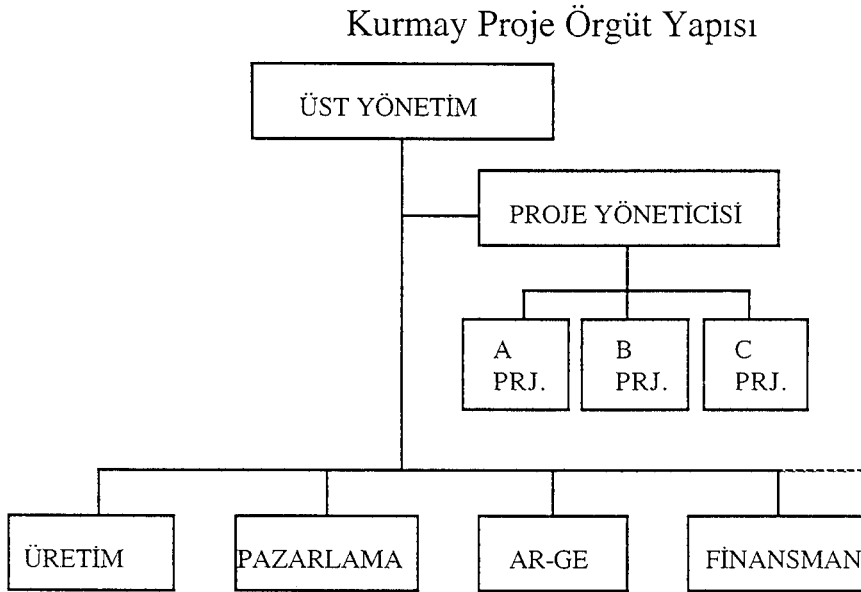 Kurmay Proje Örgüt Yapısı
ÜST YÖNETİM
PROJE YÖNETİCİSİ
A
PRJ.
B
PRJ.
C
PRJ.
ÜRETİM
PAZARLAMA
AR-GE
FİNANSMAN